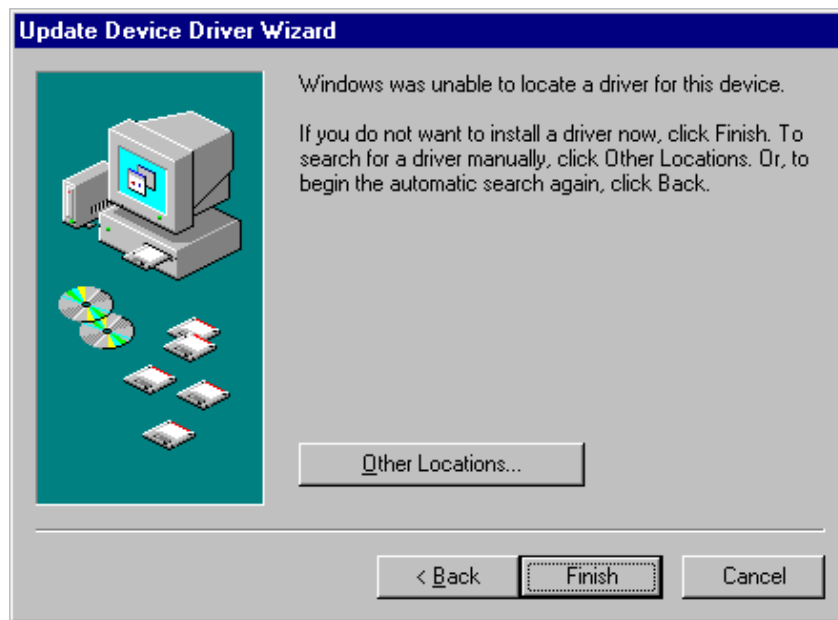 Update Device Driver Wizard
Windows was unable to locate a driver for this device.
If you do not want to install a driver now, click Finish. To
search for a driver manually, click Other Locations. Or, to
begin the automatic search again, click Back.
Other Locations...
< Back
Finish
Cancel